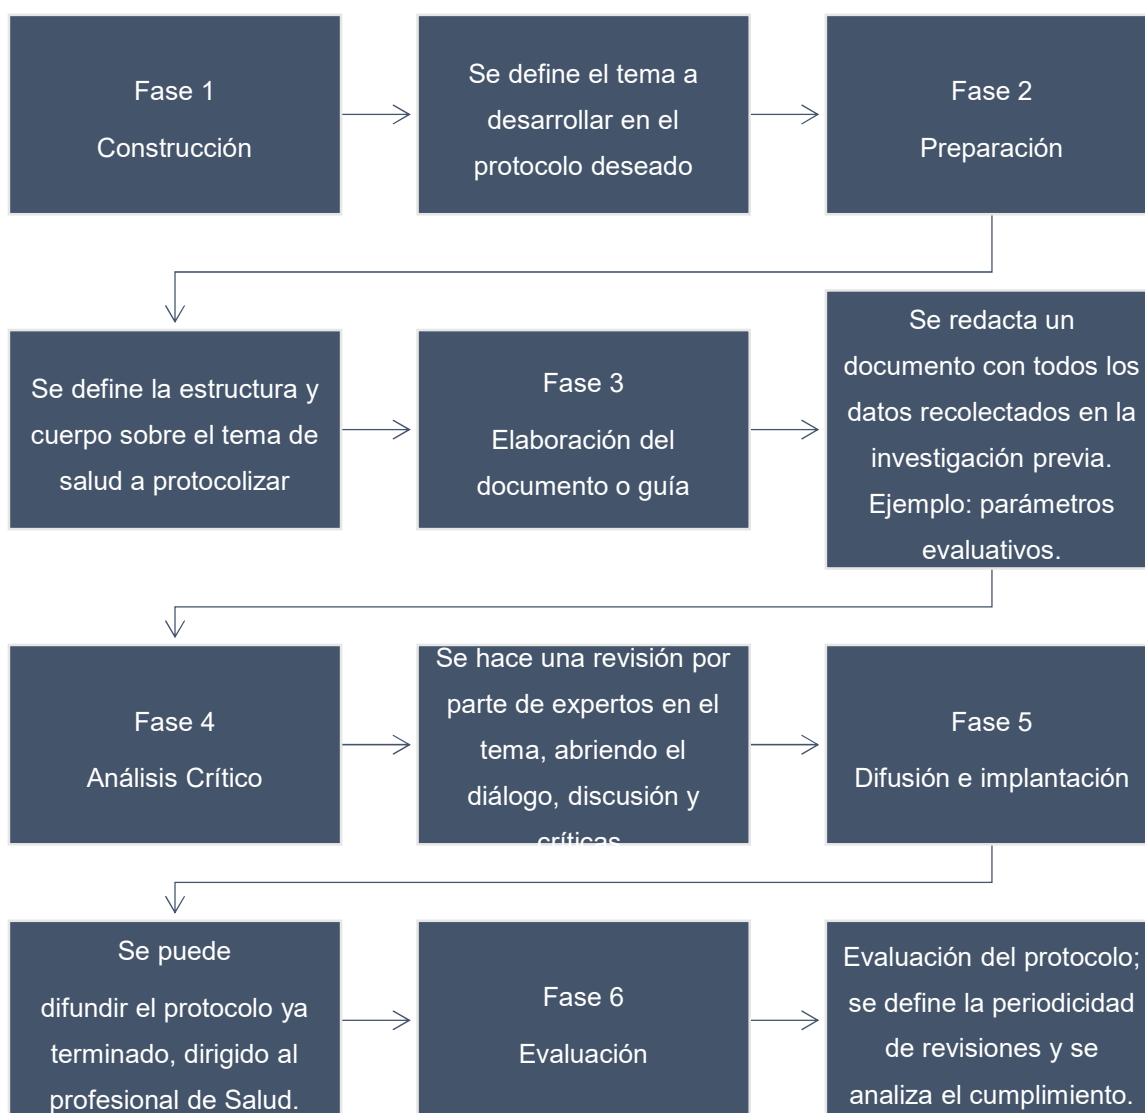 Fase 1
Construcción
Se define el tema a
desarrollar en el
protocolo deseado
Fase 2
Preparación
Se define la estructura y
cuerpo sobre el tema de
salud a protocolizar
Fase 3
Elaboración del
documento o guía
Se redacta un
documento con todos los
datos recolectados en la
investigación previa.
Ejemplo: parámetros
evaluativos.
Fase 4
Análisis Crítico
Se hace una revisión por
parte de expertos en el
tema, abriendo el
diálogo, discusión y
críticas
Fase 5
Difusión e implantación
Se puede
difundir el protocolo ya
terminado, dirigido al
profesional de Salud.
Fase 6
Evaluación
Evaluación del protocolo;
se define la periodicidad
de revisiones y se
analiza el cumplimiento.